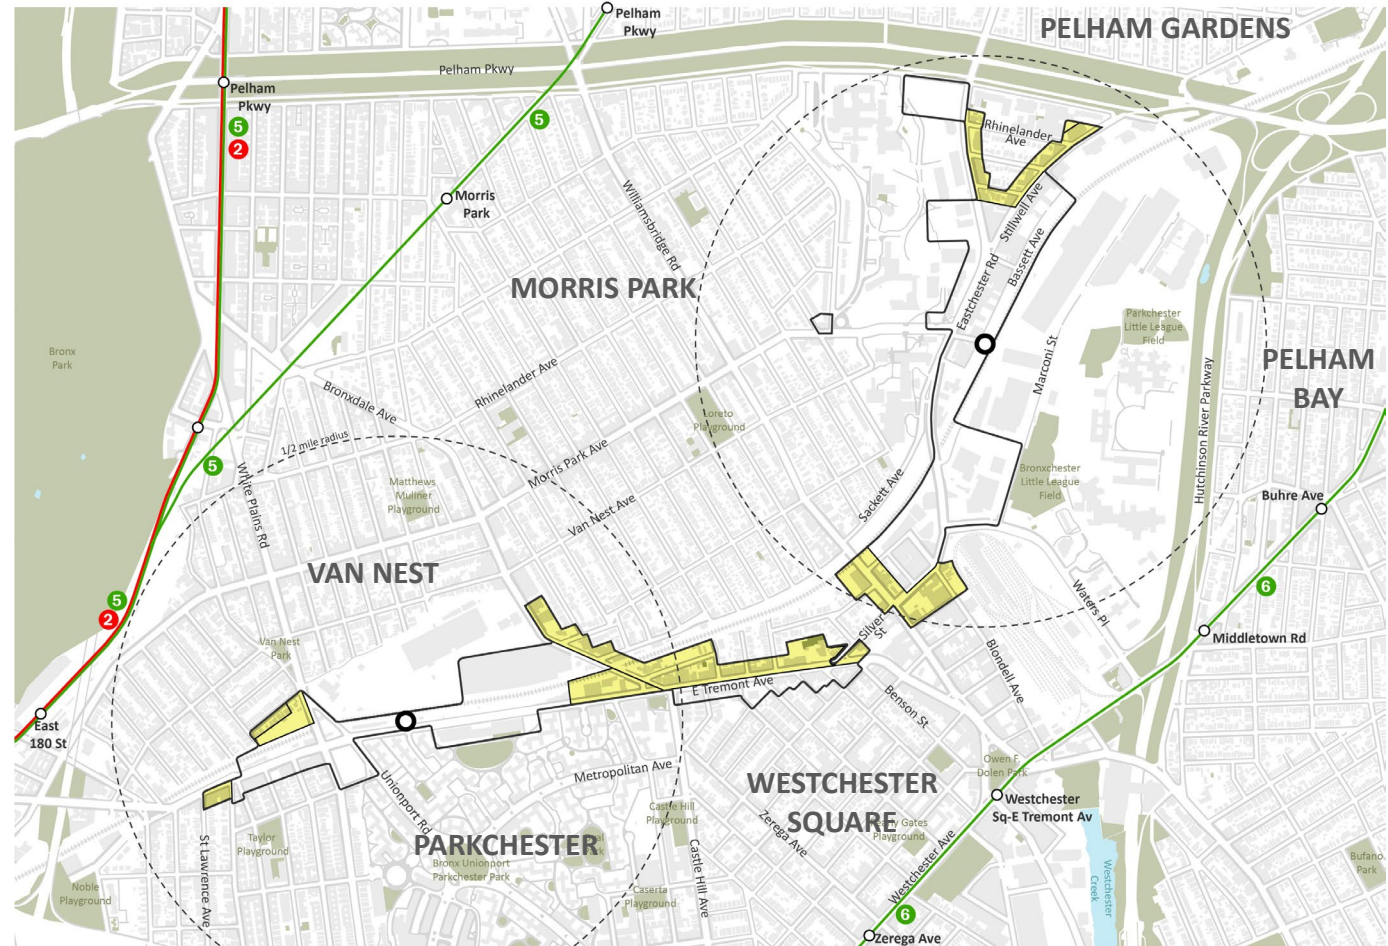 Pelham
Pkwy
PELHAM GARDENS
Pelham Pkwy
Pelham
Pkwy
5
2
5
Rhinelander
Ave
Morris
Park
Williamsbridge Rd
Stillwell Ave
Bassett Ave
Eastchester Rd
MORRIS PARK
Parkchester
Little League
Field
Bronx
Park
Marconi St
PELHAM
BAY
Hutchinson River Parkway
Rhinelander Ave
Bronxdale Ave
Loreto
Playground
1/2 mile radius
Morris Park Ave
5
White Plains Rd
Matthews
Muliner
Playground
Van Nest Ave
Sackett Ave
Bronxchester
Little League
Field
Buhre Ave
VAN NEST
5
2
6
Waters Pl
Middletown Rd
Van Nest
Park
Silver
St
Blondell Ave
E Tremont Ave
Benson St
East
180 St
Unionport Rd
Metropolitan Ave
WESTCHESTER
SQUARE
Owen F.
Dolen Park
Westchester
Sq-E Tremont Av
Castle Hill
Playground
Zerega Ave
Gates
Playground
Taylor
Playground
PARKCHESTER
Bronx Unionport
Parkchester Park
St Lawrence Ave
Castle Hill Ave
Westchester Ave
Westchester
Creek
Bufano
Park
Noble
Playground
Caserta
Playground
6
Zerega Ave